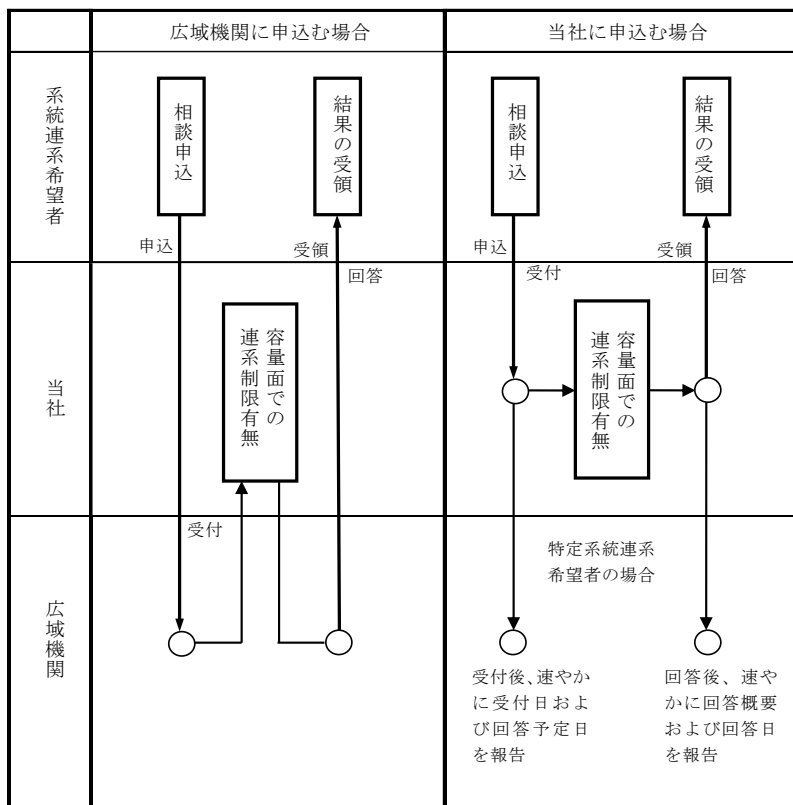 広域機関に申込む場合
当社に申込む場合
系統連系希望者
相談申込
結果の受領
相談申込
結果の受領
申込
受領
申込
受領
回答
受付
回答
当社
容量面での
連系制限有無
容量面での
連系制限有無
受付
特定系統連系
希望者の場合
広域機関
受付後、速やか
に受付日およ
び回答予定日
を報告
回答後、速や
かに回答概要
および回答日
を報告